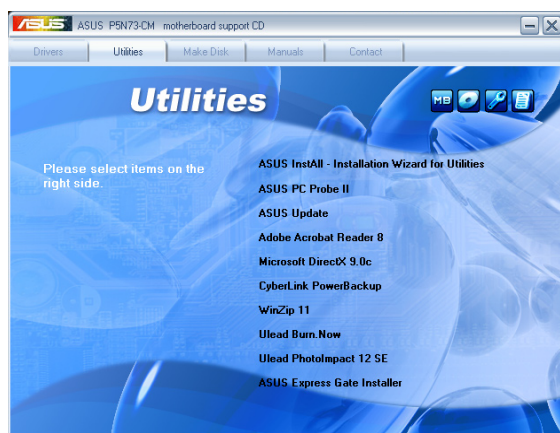 ASUS ASUS P5N73-CM motherboard support CD
Drivers Utilities Make Disk Manuals Contact
Utilities
MB
Please select items on the
right side.
ASUS InstAll - Installation Wizard for Utilities
ASUS PC Probe II
ASUS Update
Adobe Acrobat Reader 8
Microsoft DirectX 9.0c
CyberLink PowerBackup
WinZip 11
Ulead Burn.Now
Ulead PhotoImpact 12 SE
ASUS Express Gate Installer